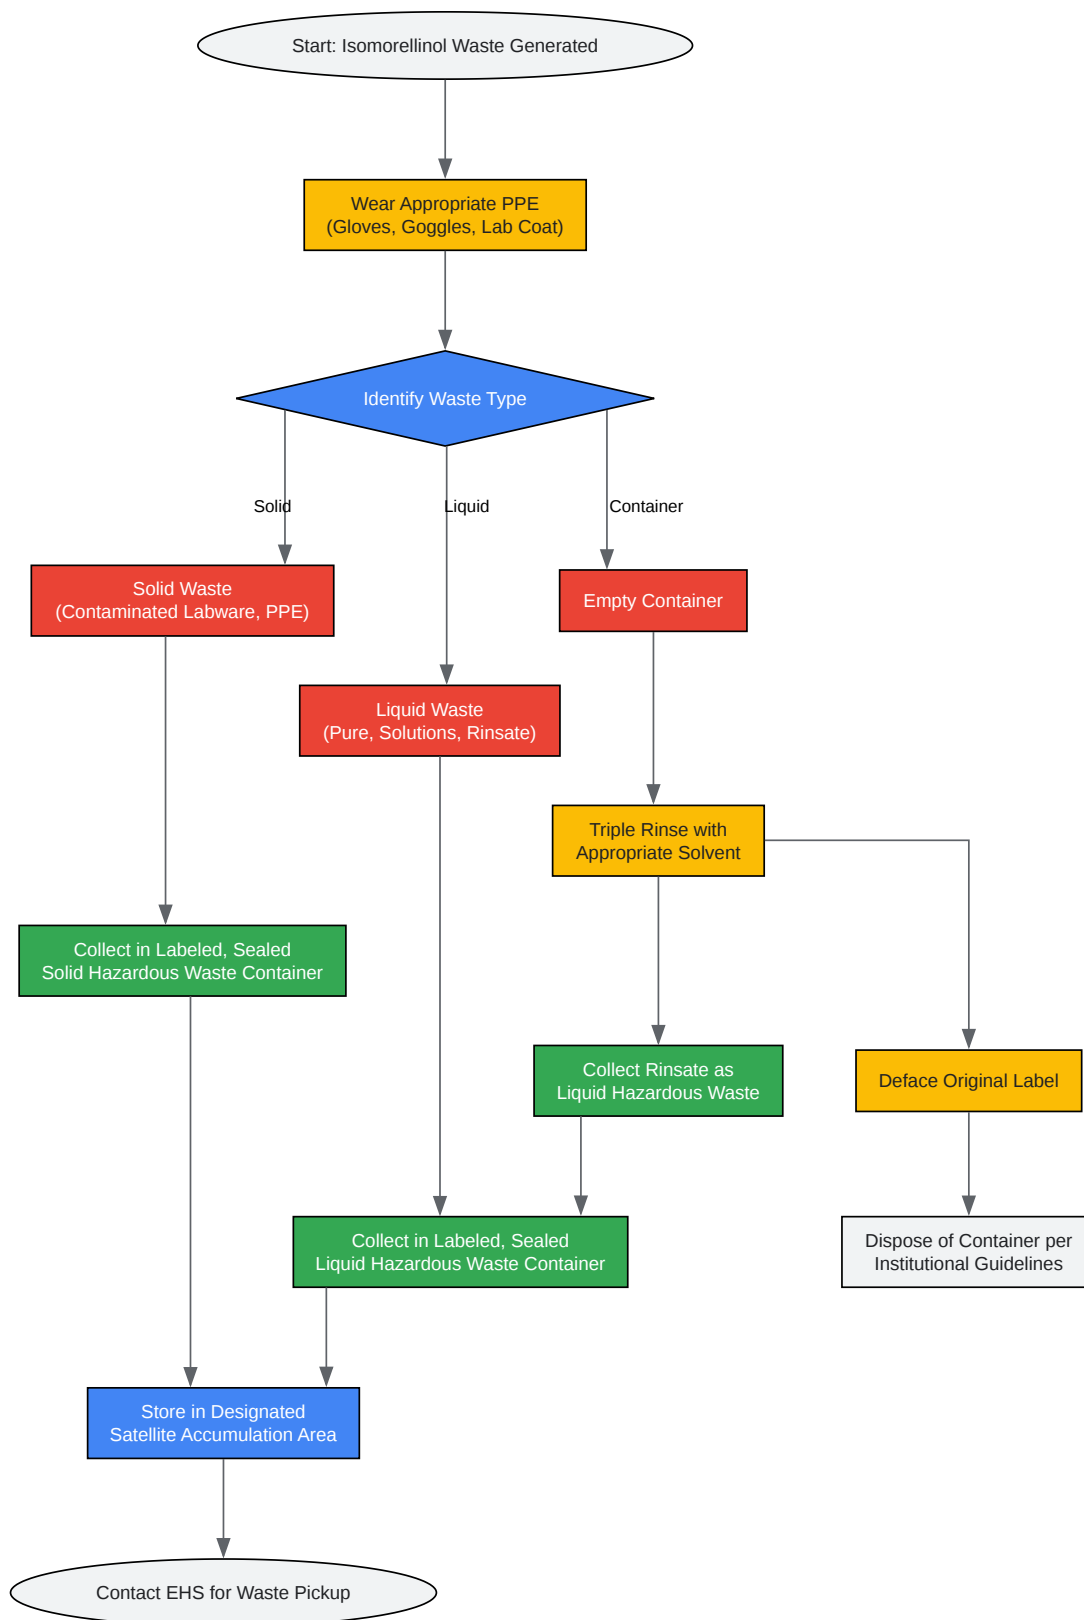 Start: Isomorellinol Waste Generated
Wear Appropriate PPE
(Gloves, Goggles, Lab Coat)
Identify Waste Type
Solid
Liquid
Container
Solid Waste
(Contaminated Labware, PPE)
Empty Container
Liquid Waste
(Pure, Solutions, Rinsate)
Triple Rinse with
Appropriate Solvent
Collect in Labeled, Sealed
Solid Hazardous Waste Container
Collect Rinsate as
Liquid Hazardous Waste
Deface Original Label
Collect in Labeled, Sealed
Liquid Hazardous Waste Container
Dispose of Container per
Institutional Guidelines
Store in Designated
Satellite Accumulation Area
Contact EHS for Waste Pickup